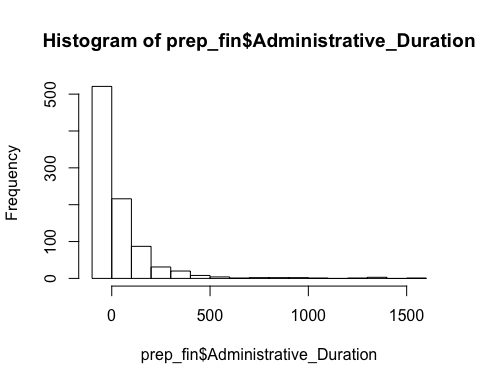 Histogram of prep_fin$Administrative_Duration
Frequency
500
300
100
0
0 500 1000 1500
prep_fin$Administrative_Duration